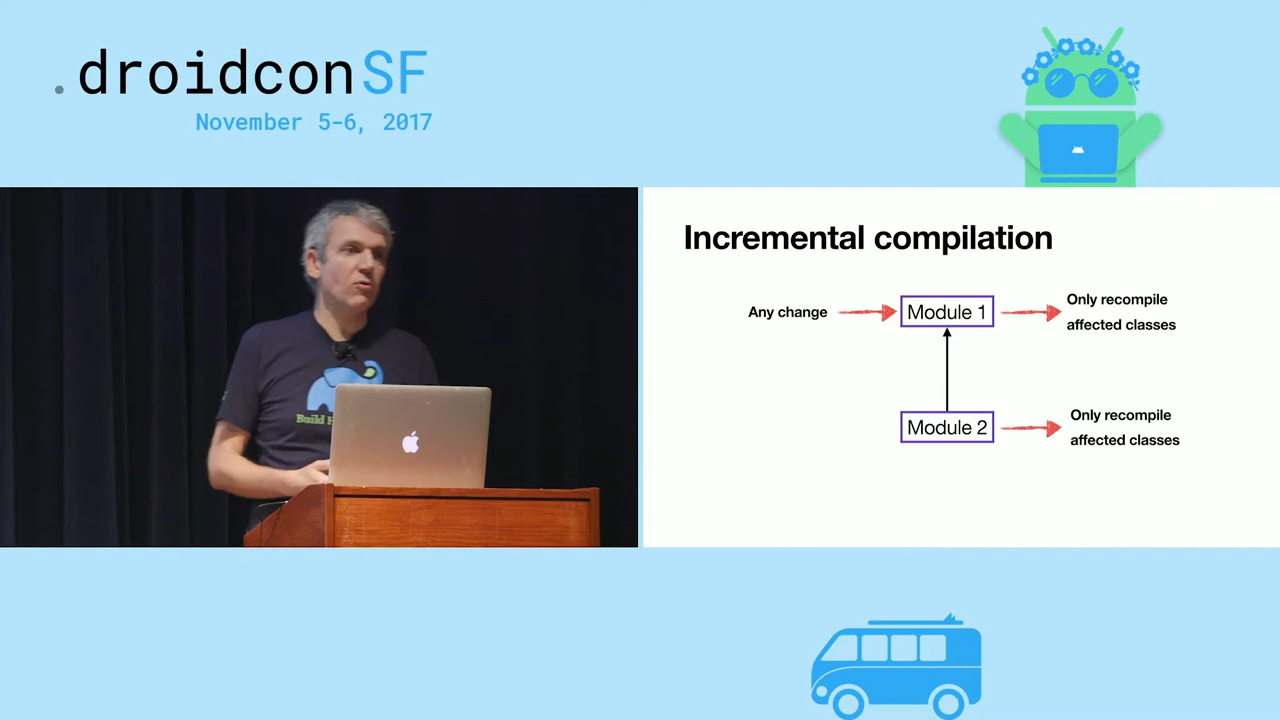 .droidconSF
November 5-6, 2017
Incremental compilation
Any change
Module 1
Only recompile
affected classes
Module 2
Only recompile
affected classes
Build